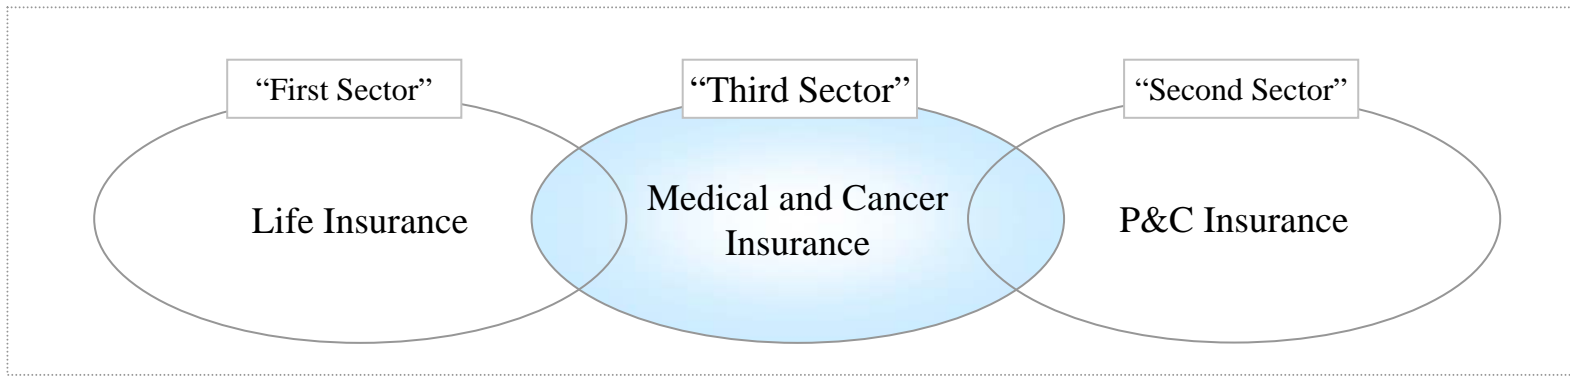 “First Sector”
“Third Sector”
“Second Sector”
Life Insurance
Medical and Cancer
Insurance
P&C Insurance